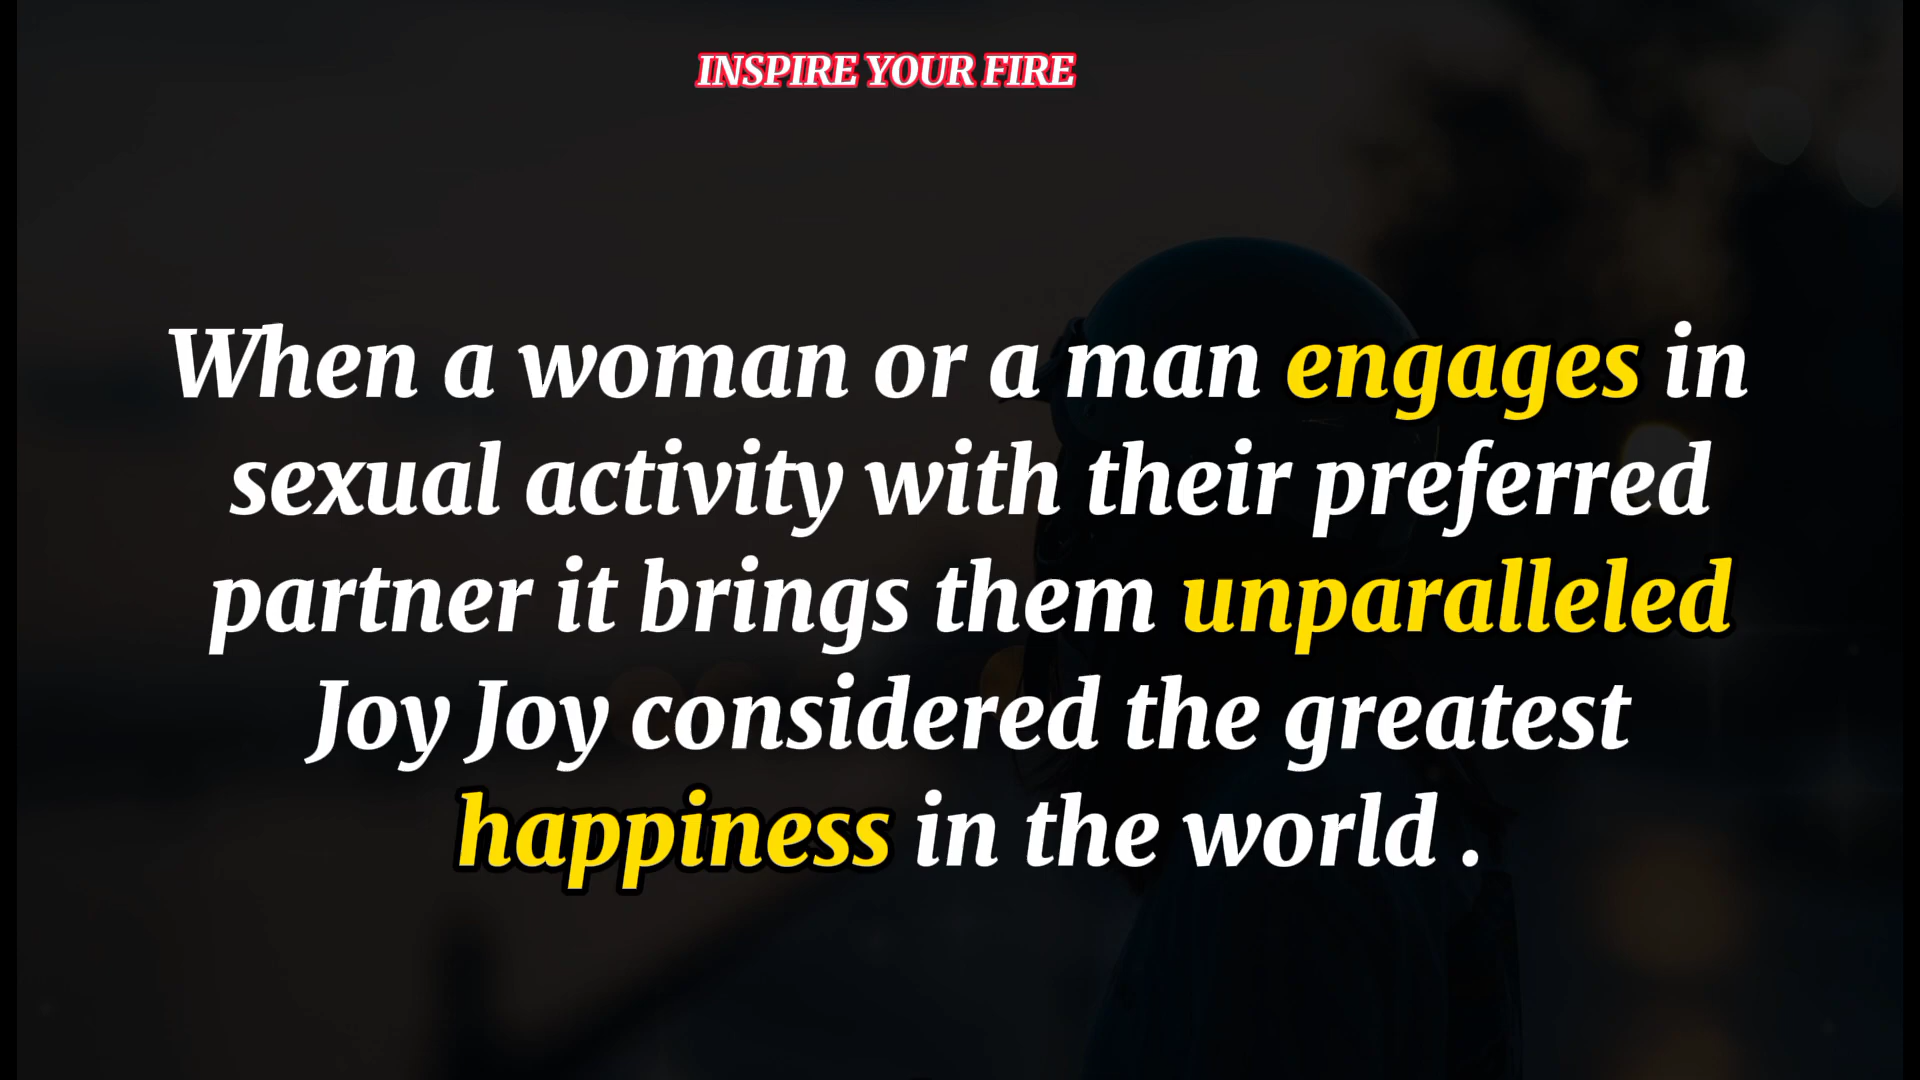 INSPIRE YOUR FIRE
When a woman or a man engages in
sexual activity with their preferred
partner it brings them unparalleled
Joy Joy considered the greatest
happiness in the world .